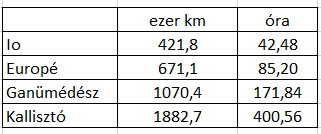 ezer km óra
Io 421,8 42,48
Európé 671,1 85,20
Ganümédész 1070,4 171,84
Kallisztó 1882,7 400,56